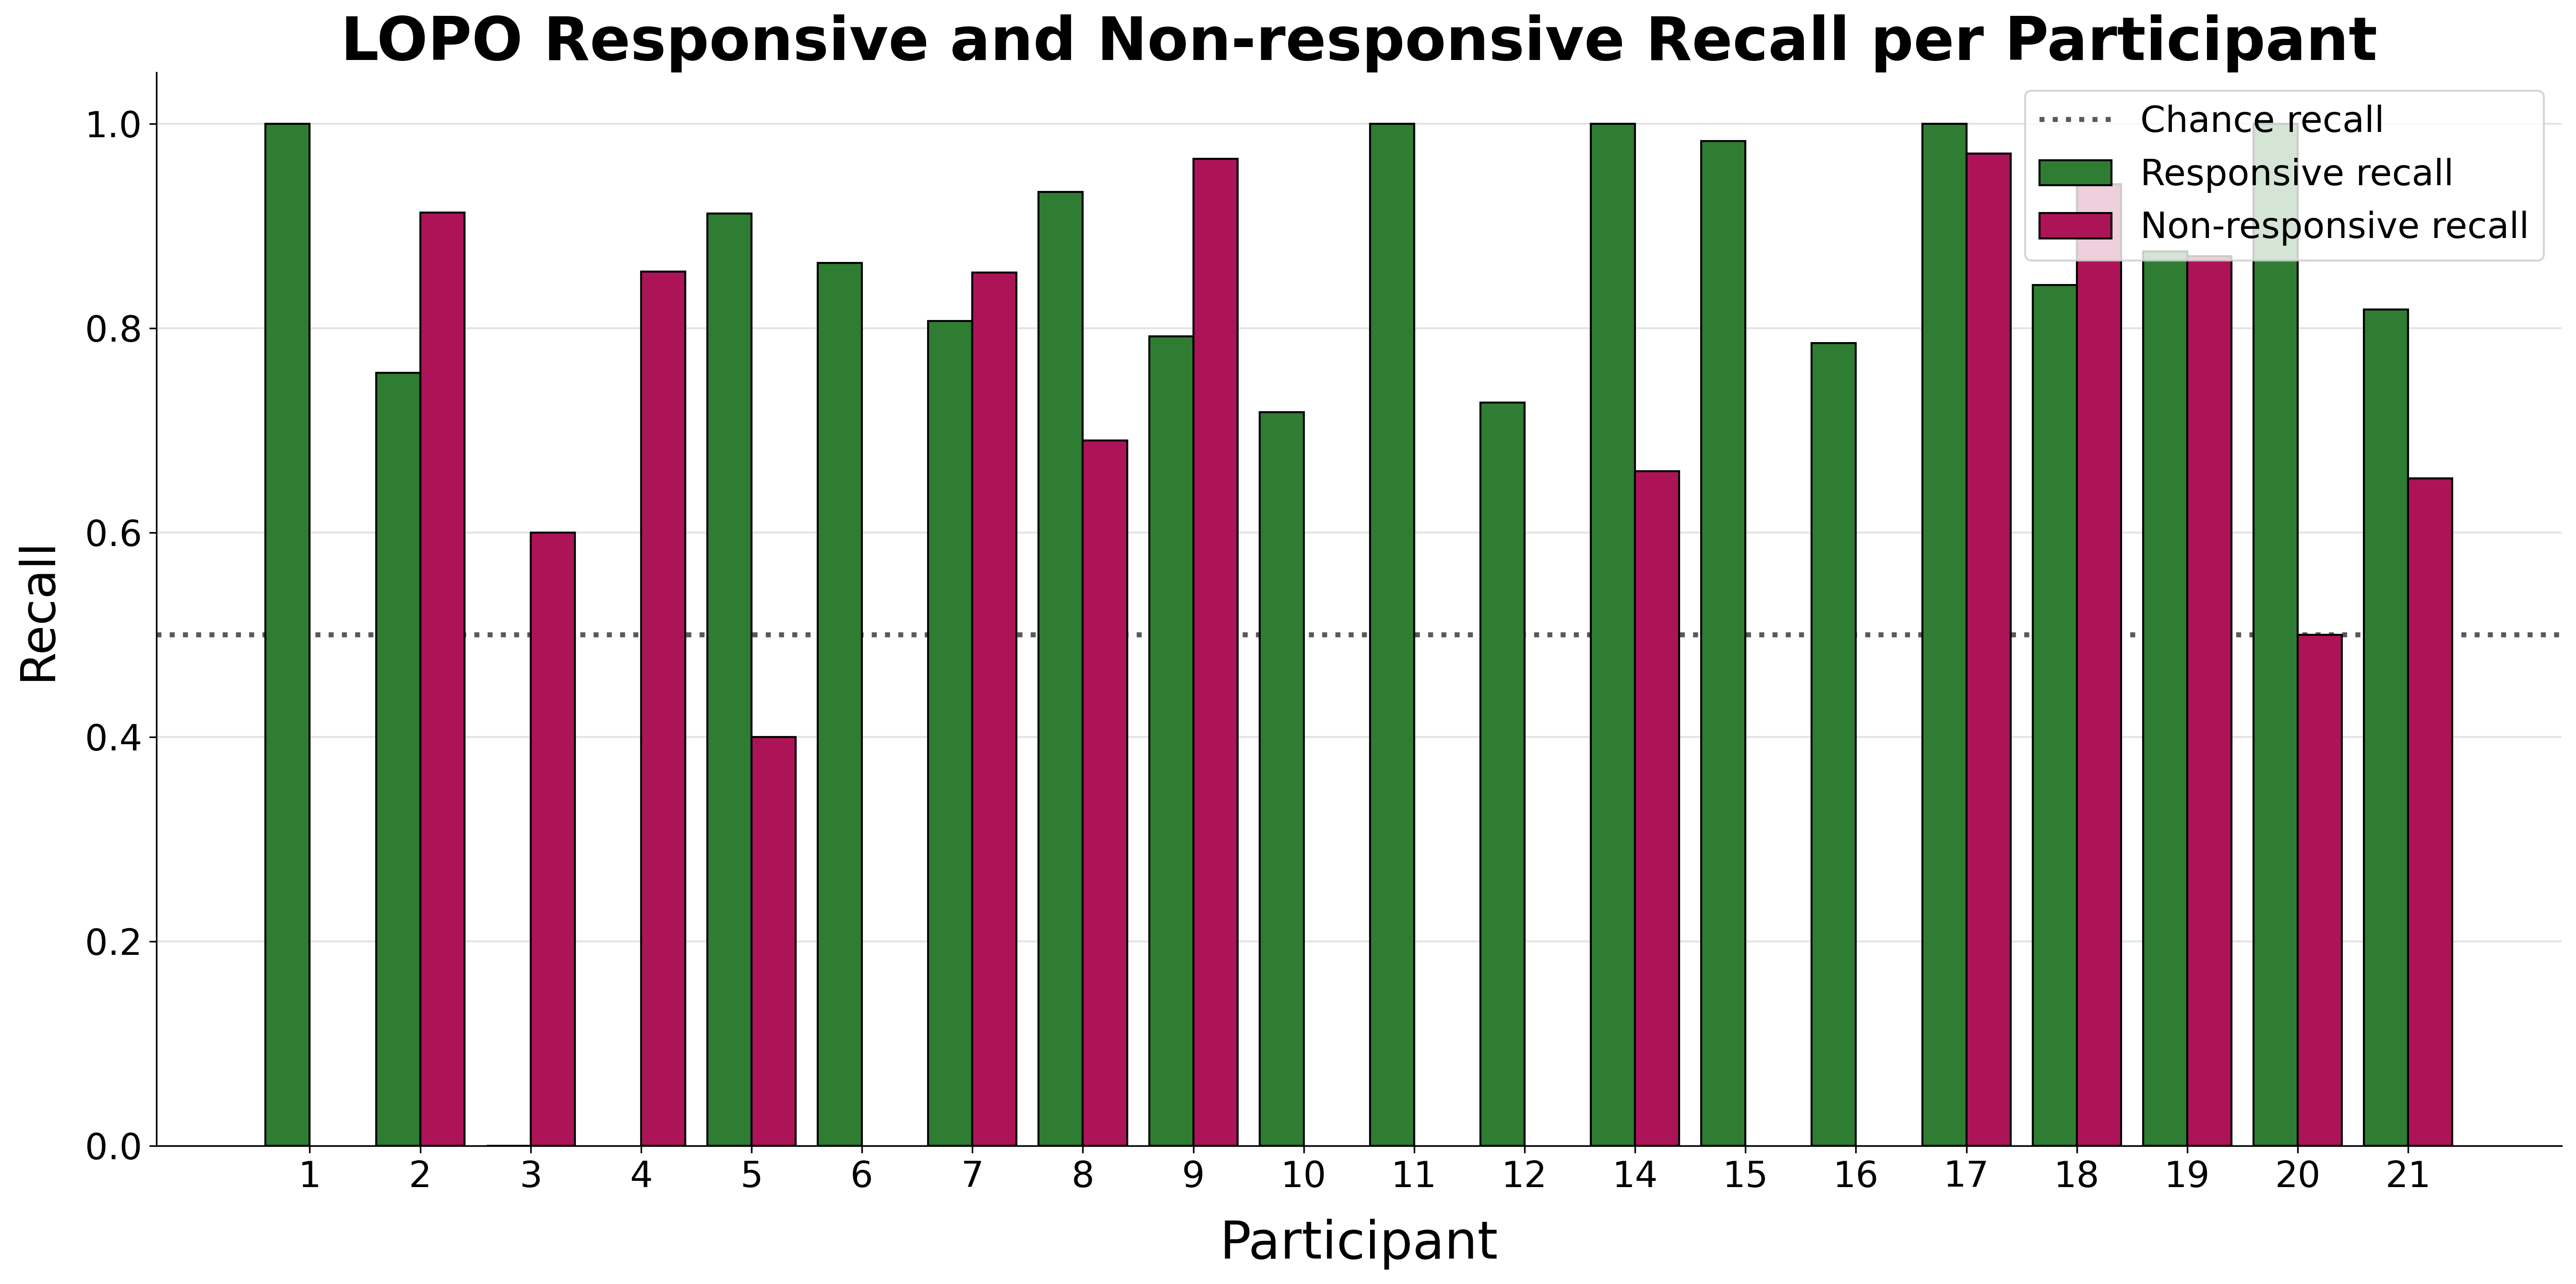 LOPO Responsive and Non-responsive Recall per Participant
Chance recall
Responsive recall
Non-responsive recall
Recall
1.0
0.8
0.6
0.4
0.2
0.0
1 2 3 4 5 6 7 8 9 10 11 12 14 15 16 17 18 19 20 21
Participant